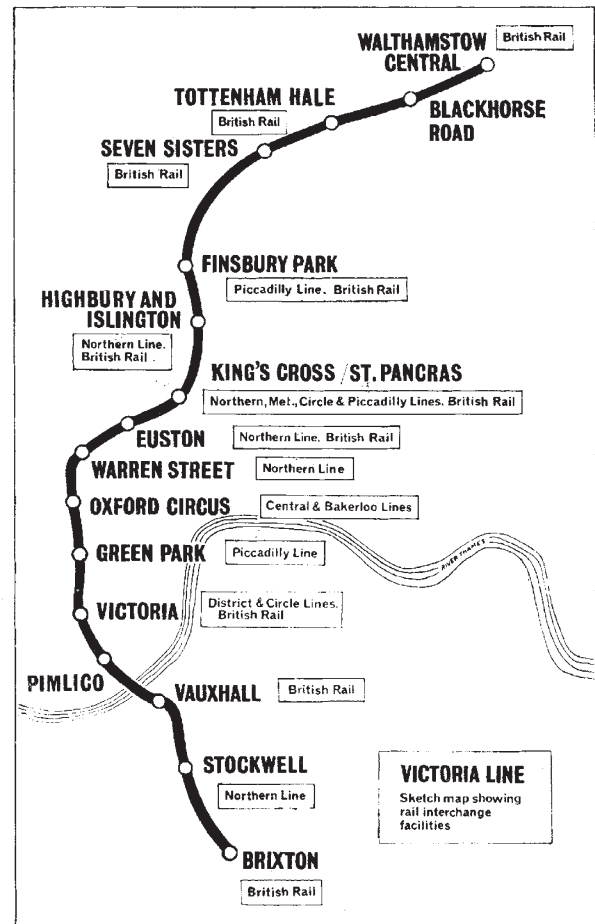 WALTHAMSTOW
CENTRAL
British Rail
BLACKHORSE
ROAD
TOTTENHAM HALE
British Rail
SEVEN SISTERS
British Rail
FINSBURY PARK
Piccadilly Line. British Rail
HIGHBURY AND
ISLINGTON
Northern Line.
British Rail.
KING'S CROSS / ST. PANCRAS
Northern, Met., Circle & Piccadilly Lines. British Rail
EUSTON
Northern Line. British Rail
WARREN STREET
Northern Line
OXFORD CIRCUS
Central & Bakerloo Lines
GREEN PARK
Piccadilly Line
RIVER THAMES
VICTORIA
District & Circle Lines.
British Rail
PIMLICO
VAUXHALL
British Rail
STOCKWELL
Northern Line
BRIXTON
British Rail
VICTORIA LINE
Sketch map showing
rail interchange
facilities